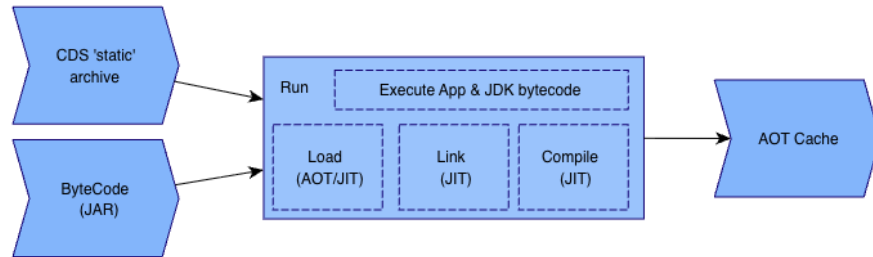 CDS 'static'
archive
ByteCode
(JAR)
Run
Execute App & JDK bytecode
Load
(AOT/JIT)
Link
(JIT)
Compile
(JIT)
AOT Cache